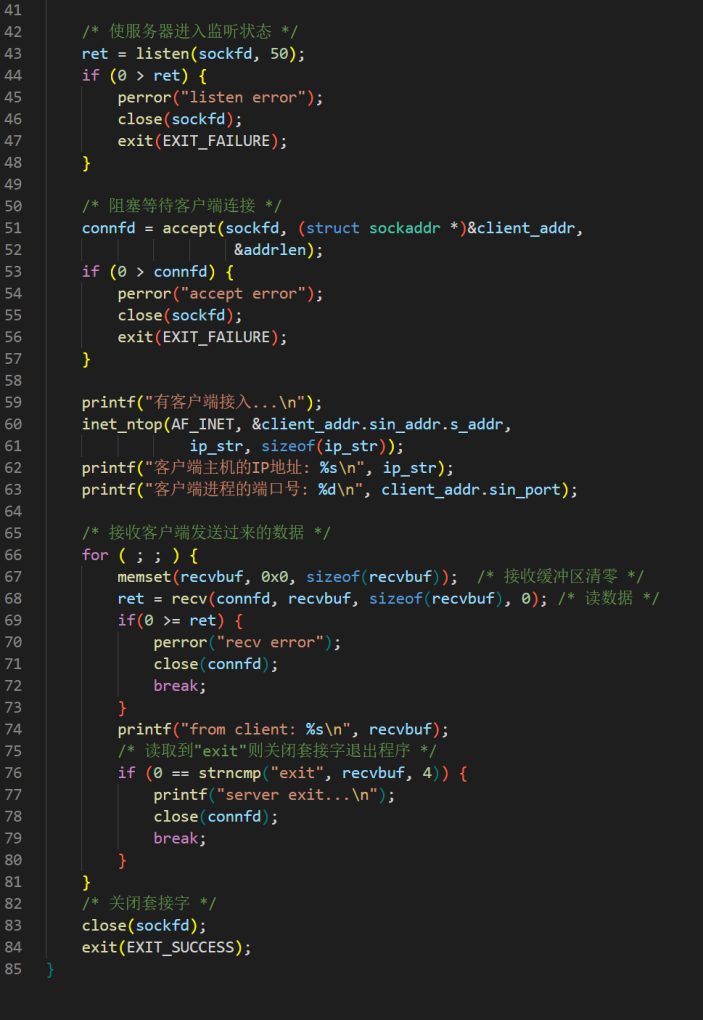 41
42 /* 使服务器进入监听状态 */
43 ret = listen(sockfd, 50);
44 if (0 > ret) {
45 perror("listen error");
46 close(sockfd);
47 exit(EXIT_FAILURE);
48 }
49
50 /* 阻塞等待客户端连接 */
51 connfd = accept(sockfd, (struct sockaddr *)&client_addr,
52 &addrlen);
53 if (0 > connfd) {
54 perror("accept error");
55 close(sockfd);
56 exit(EXIT_FAILURE);
57 }
58
59 printf("有客户端接入...\n");
60 inet_ntop(AF_INET, &client_addr.sin_addr.s_addr,
61 ip_str, sizeof(ip_str));
62 printf("客户端主机的IP地址: %s\n", ip_str);
63 printf("客户端进程的端口号: %d\n", client_addr.sin_port);
64
65 /* 接收客户端发送过来的数据 */
66 for ( ; ; ) {
67 memset(recvbuf, 0x0, sizeof(recvbuf)); /* 接收缓冲区清零 */
68 ret = recv(connfd, recvbuf, sizeof(recvbuf), 0); /* 读数据 */
69 if(0 >= ret) {
70 perror("recv error");
71 close(connfd);
72 break;
73 }
74 printf("from client: %s\n", recvbuf);
75 /* 读取到"exit"则关闭套接字退出程序 */
76 if (0 == strncmp("exit", recvbuf, 4)) {
77 printf("server exit...\n");
78 close(connfd);
79 break;
80 }
81 }
82 /* 关闭套接字 */
83 close(sockfd);
84 exit(EXIT_SUCCESS);
85 }